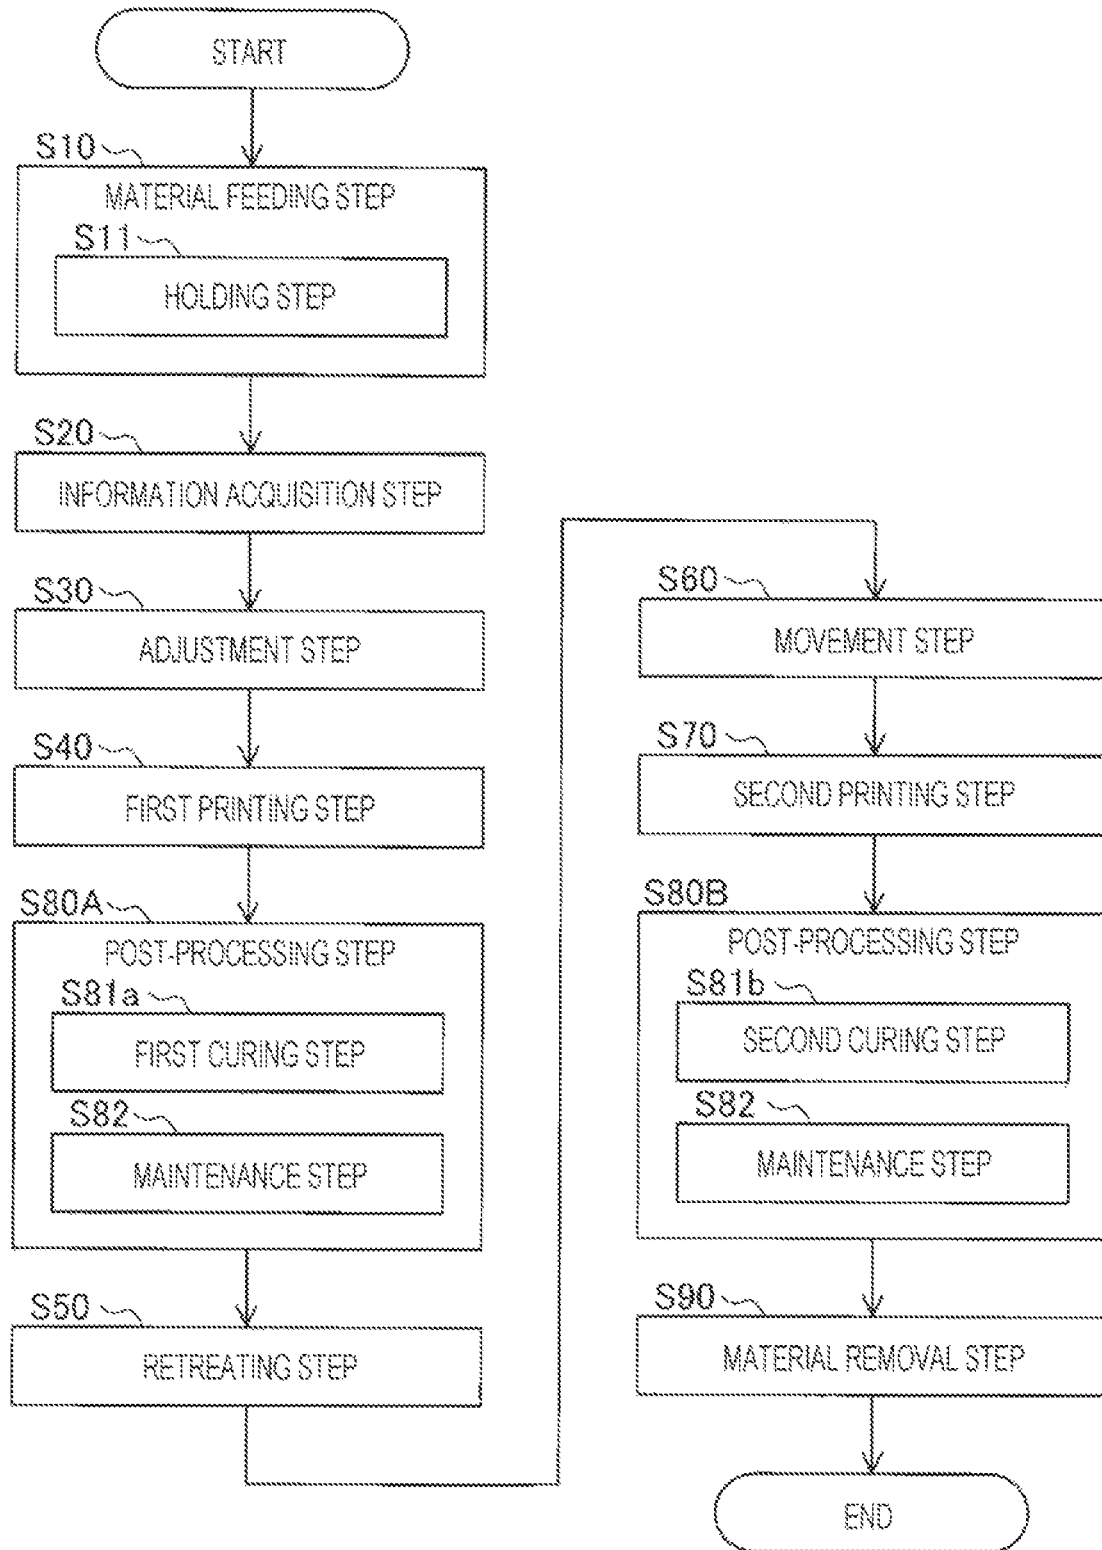 START
S10
MATERIAL FEEDING STEP
S11
HOLDING STEP
S20
INFORMATION ACQUISITION STEP
S30
ADJUSTMENT STEP
S40
FIRST PRINTING STEP
S80A
POST-PROCESSING STEP
S81a
FIRST CURING STEP
S82
MAINTENANCE STEP
S50
RETREATING STEP
S60
MOVEMENT STEP
S70
SECOND PRINTING STEP
S80B
POST-PROCESSING STEP
S81b
SECOND CURING STEP
S82
MAINTENANCE STEP
S90
MATERIAL REMOVAL STEP
END